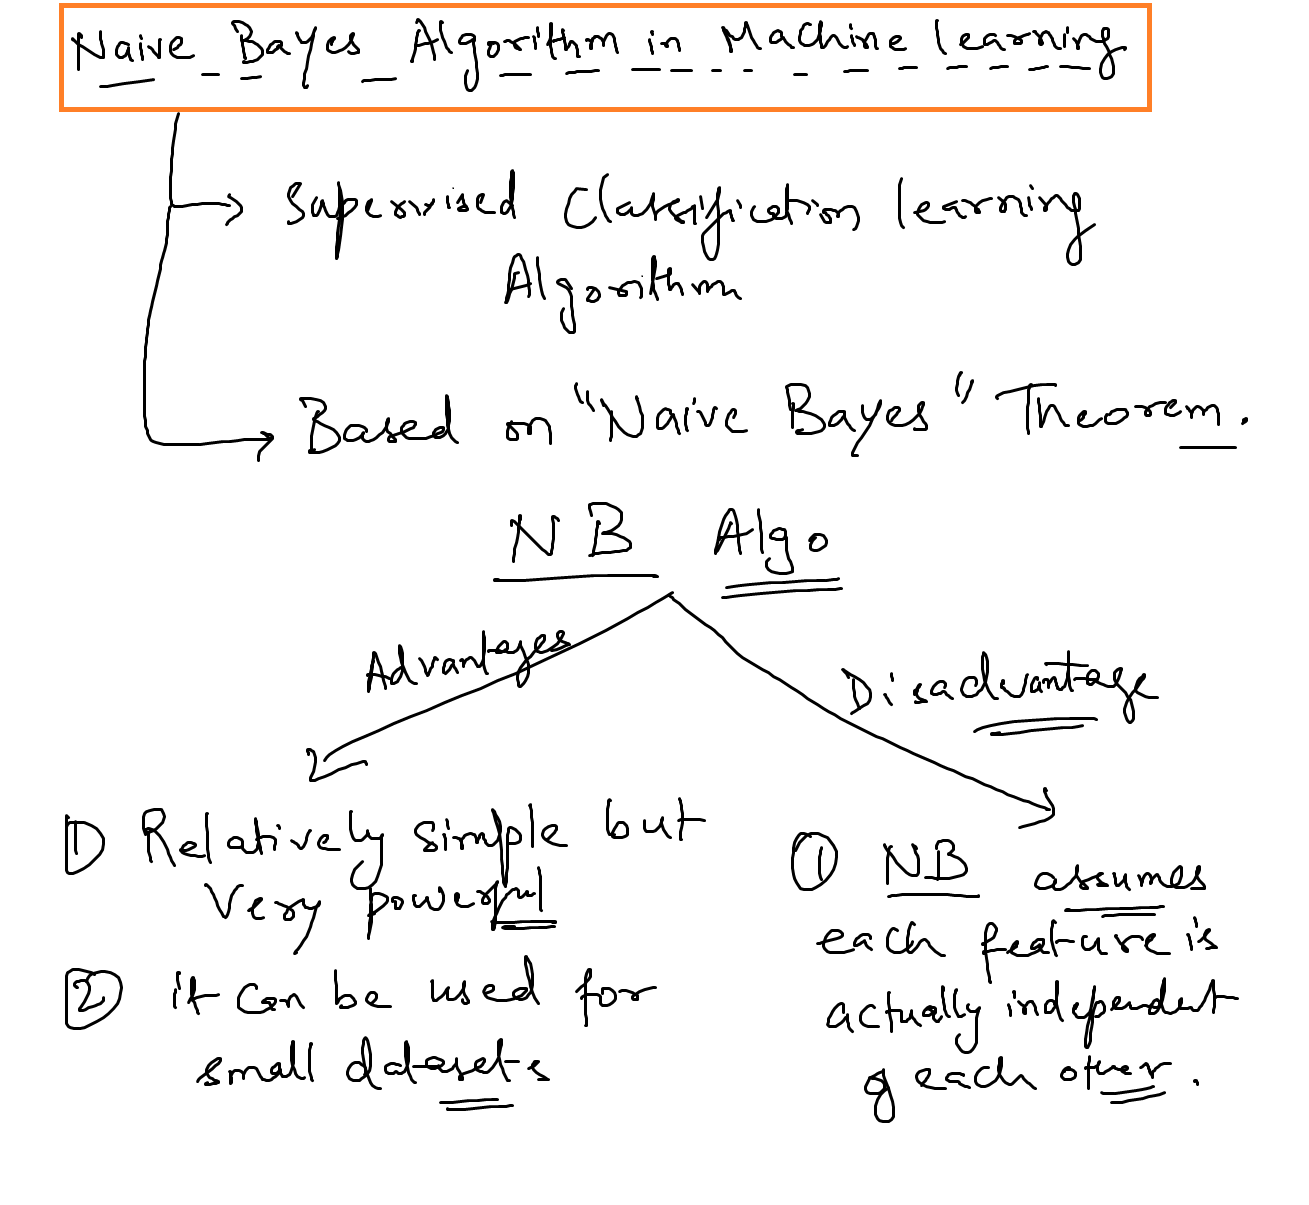 Naive Bayes Algorithm in Machine learning
Supervised Classification learning
Algorithm
Based on "Naive Bayes" Theorem.
NB Algo
Advantages
Disadvantage
① Relatively simple but
very powerful
② it can be used for
small datasets
① NB assumes
each feature is
actually independent
of each other.